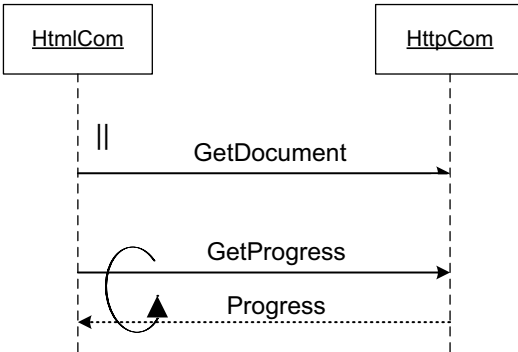 HtmlCom
HttpCom
||
GetDocument
GetProgress
Progress